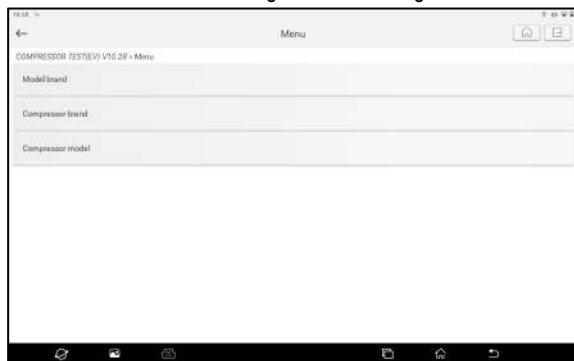 Menu
COMPRESSOR TEST(EV) V10.28 > Menu
Model brand
Compressor brand
Compressor model